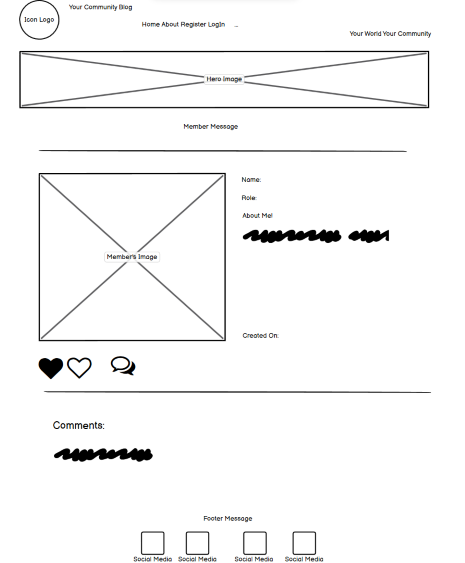 Your Community Blog
Icon Logo
Home About Register LogIn ...
Your World Your Community
Hero Image
Member Message
Name:
Role:
About Me!
Member's Image
Created On:
Comments:
Footer Message
Social Media Social Media Social Media Social Media